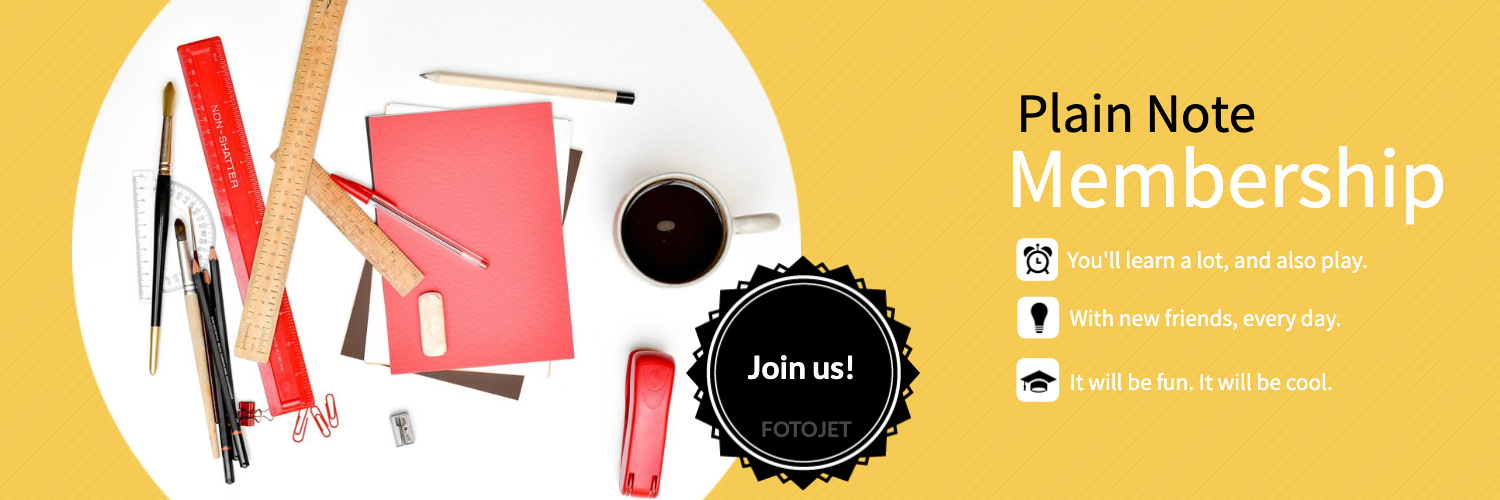 NON-SHATTER
Plain Note
Membership
You'll learn a lot, and also play.
With new friends, every day.
It will be fun. It will be cool.
Join us!
FOTOJET